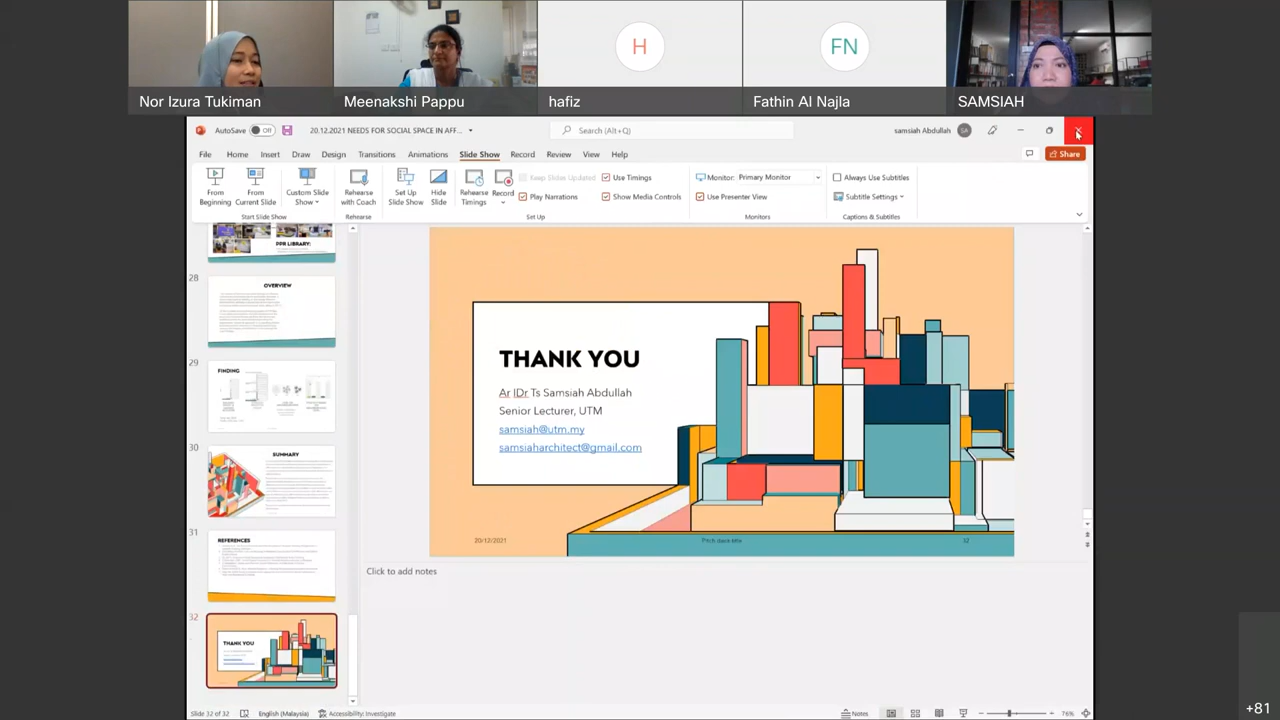 H
FN
Nor Izura Tukiman
Meenakshi Pappu
hafiz
Fathin Al Najla
SAMSIAH
AutoSave Off
20.12.2021 NEEDS FOR SOCIAL SPACE IN AFF...
Search (Alt+Q)
samsiah Abdullah SA
File Home Insert Draw Design Transitions Animations Slide Show Record Review View Help
Share
From Beginning
From Current Slide
Custom Slide Show
Rehearse with Coach
Set Up Slide Show
Hide Slide
Rehearse Timings
Record
Keep Slides Updated
Play Narrations
Use Timings
Show Media Controls
Monitor: Primary Monitor
Use Presenter View
Always Use Subtitles
Subtitle Settings
Start Slide Show
Rehearse
Set Up
Monitors
Captions & Subtitles
PPR LIBRARY:
28
OVERVIEW
29
FINDING
30
SUMMARY
31
REFERENCES
32
THANK YOU
THANK YOU
Ar IDr Ts Samsiah Abdullah
Senior Lecturer, UTM
samsiah@utm.my
samsiaharchitect@gmail.com
20/12/2021
Pitch deck title
32
Click to add notes
Slide 32 of 32
English (Malaysia)
Accessibility: Investigate
Notes
76%
+81